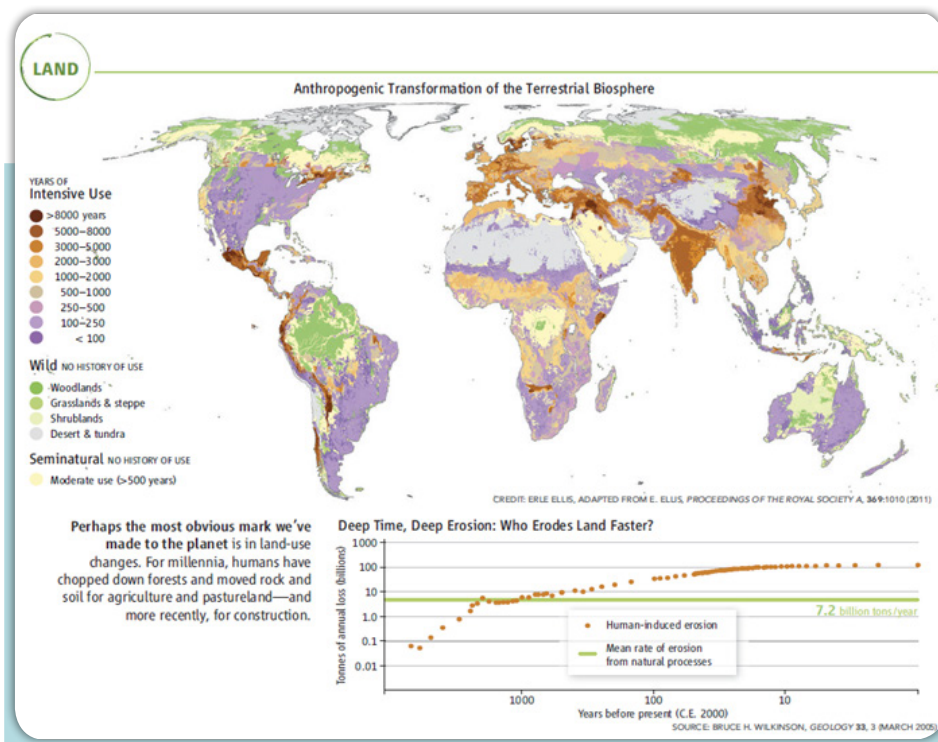 LAND
Anthropogenic Transformation of the Terrestrial Biosphere
YEARS OF
Intensive Use
>8000 years
5000–8000
3000–5,000
2000–3000
1000–2000
500–1000
250–500
100–250
< 100
Wild NO HISTORY OF USE
Woodlands
Grasslands & steppe
Shrublands
Desert & tundra
Seminatural NO HISTORY OF USE
Moderate use (>500 years)
CREDIT: ERLE ELLIS, ADAPTED FROM E. ELLIS, PROCEEDINGS OF THE ROYAL SOCIETY A, 369:1010 (2011)
Perhaps the most obvious mark we’ve
made to the planet is in land-use
changes. For millennia, humans have
chopped down forests and moved rock and
soil for agriculture and pastureland—and
more recently, for construction.
Deep Time, Deep Erosion: Who Erodes Land Faster?
Tonnes of annual loss (billions)
1000
100
10
1.0
0.1
0.01
7.2 billion tons/year
Human-induced erosion
Mean rate of erosion
from natural processes
1000
100
10
Years before present (C.E. 2000)
SOURCE: BRUCE H. WILKINSON, GEOLOGY 33, 3 (MARCH 2005)